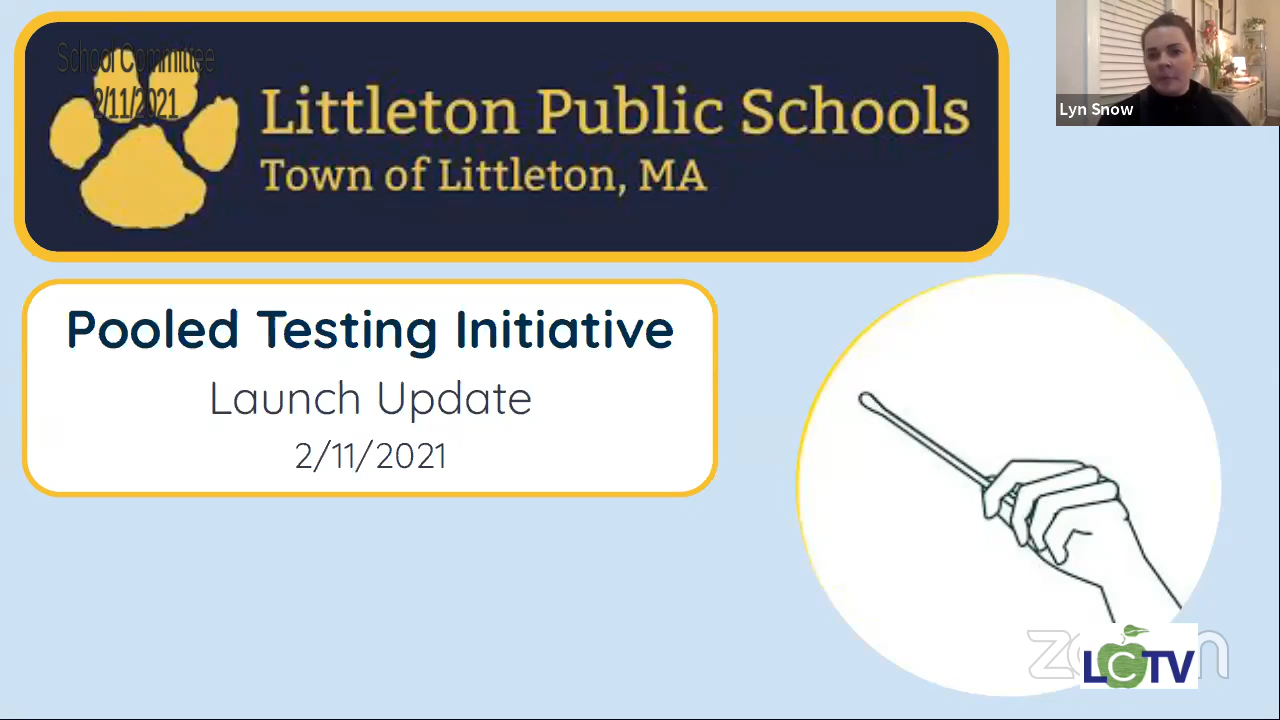 School Committee
2/11/2021
Littleton Public Schools
Town of Littleton, MA
Lyn Snow
Pooled Testing Initiative
Launch Update
2/11/2021
zoom
LCTV